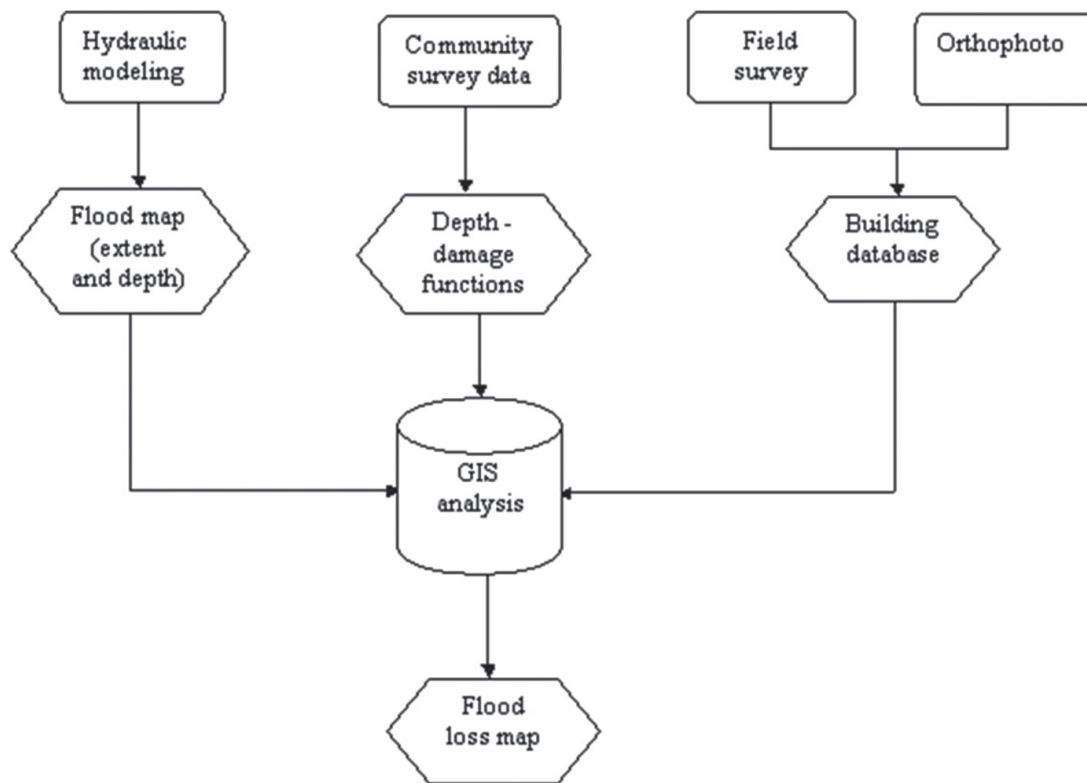 Hydraulic
modeling
Community
survey data
Field
survey
Orthophoto
Flood map
(extent
and depth)
Depth -
damage
functions
Building
database
GIS
analysis
Flood
loss map